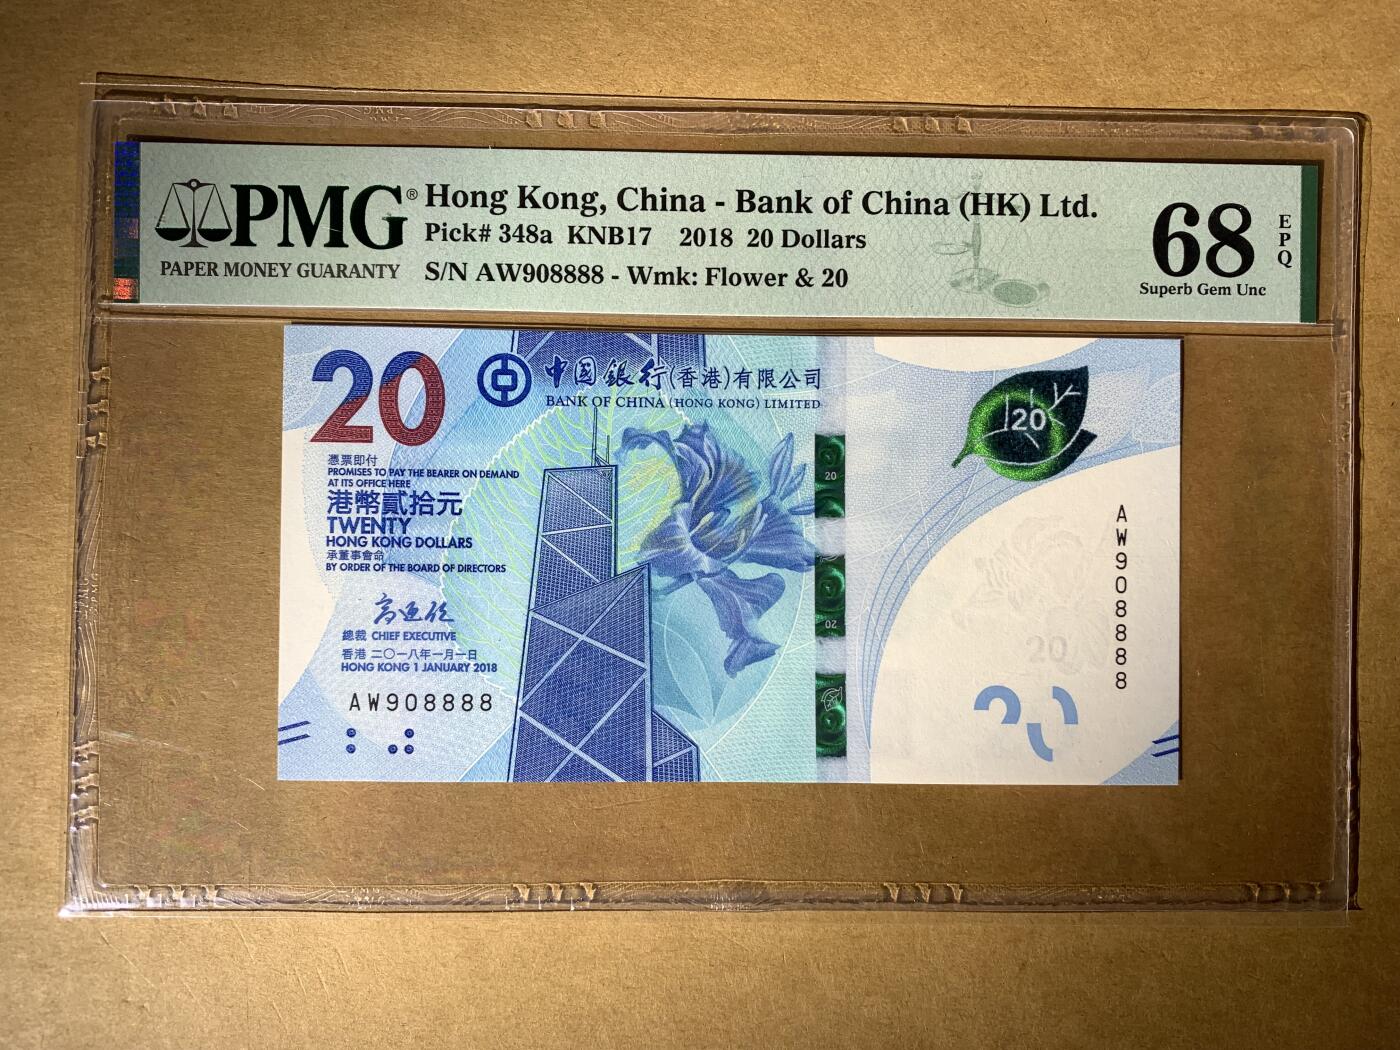 PMG®
PAPER MONEY GUARANTY
Hong Kong, China - Bank of China (HK) Ltd.
Pick# 348a KNB17 2018 20 Dollars
S/N AW908888 - Wmk: Flower & 20
68
EPQ
Superb Gem Unc
20
中国銀行(香港)有限公司
BANK OF CHINA (HONG KONG) LIMITED
憑票即付
PROMISES TO PAY THE BEARER ON DEMAND
AT ITS OFFICE HERE
港幣貳拾元
TWENTY
HONG KONG DOLLARS
承董事會命
BY ORDER OF THE BOARD OF DIRECTORS
總裁 CHIEF EXECUTIVE
香港 二〇一八年一月一日
HONG KONG 1 JANUARY 2018
AW908888
20
20
20
AW908888
20